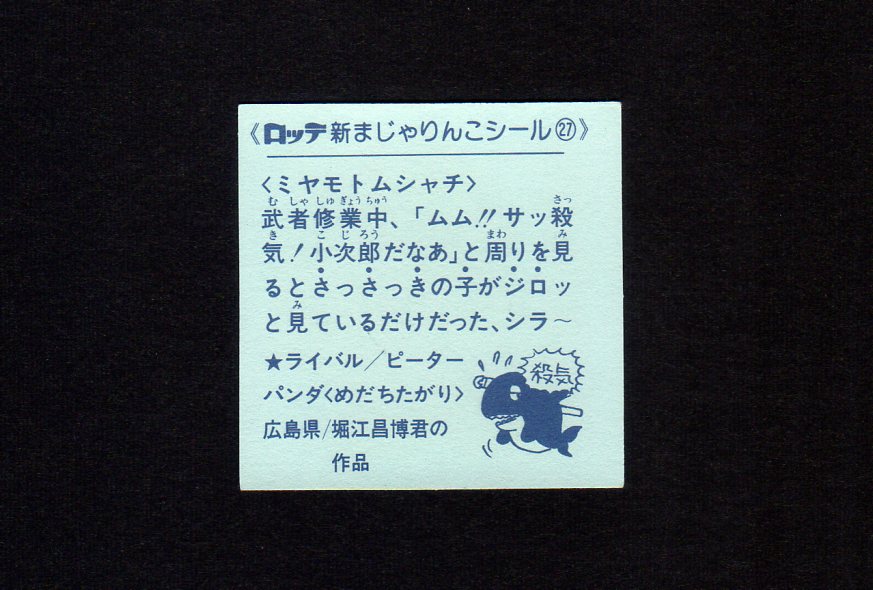 《ロッテ新まじゃりんこシール㉗》
〈ミヤモトムシャチ〉
武者修業中、「ムム!!サッ殺
気!小次郎だなあ」と周りを見
るとさっさっきの子がジロッ
と見ているだけだった、シラ～
★ライバル／ピーター
パンダ〈めだちたがり〉
広島県/堀江昌博君の
作品
殺気